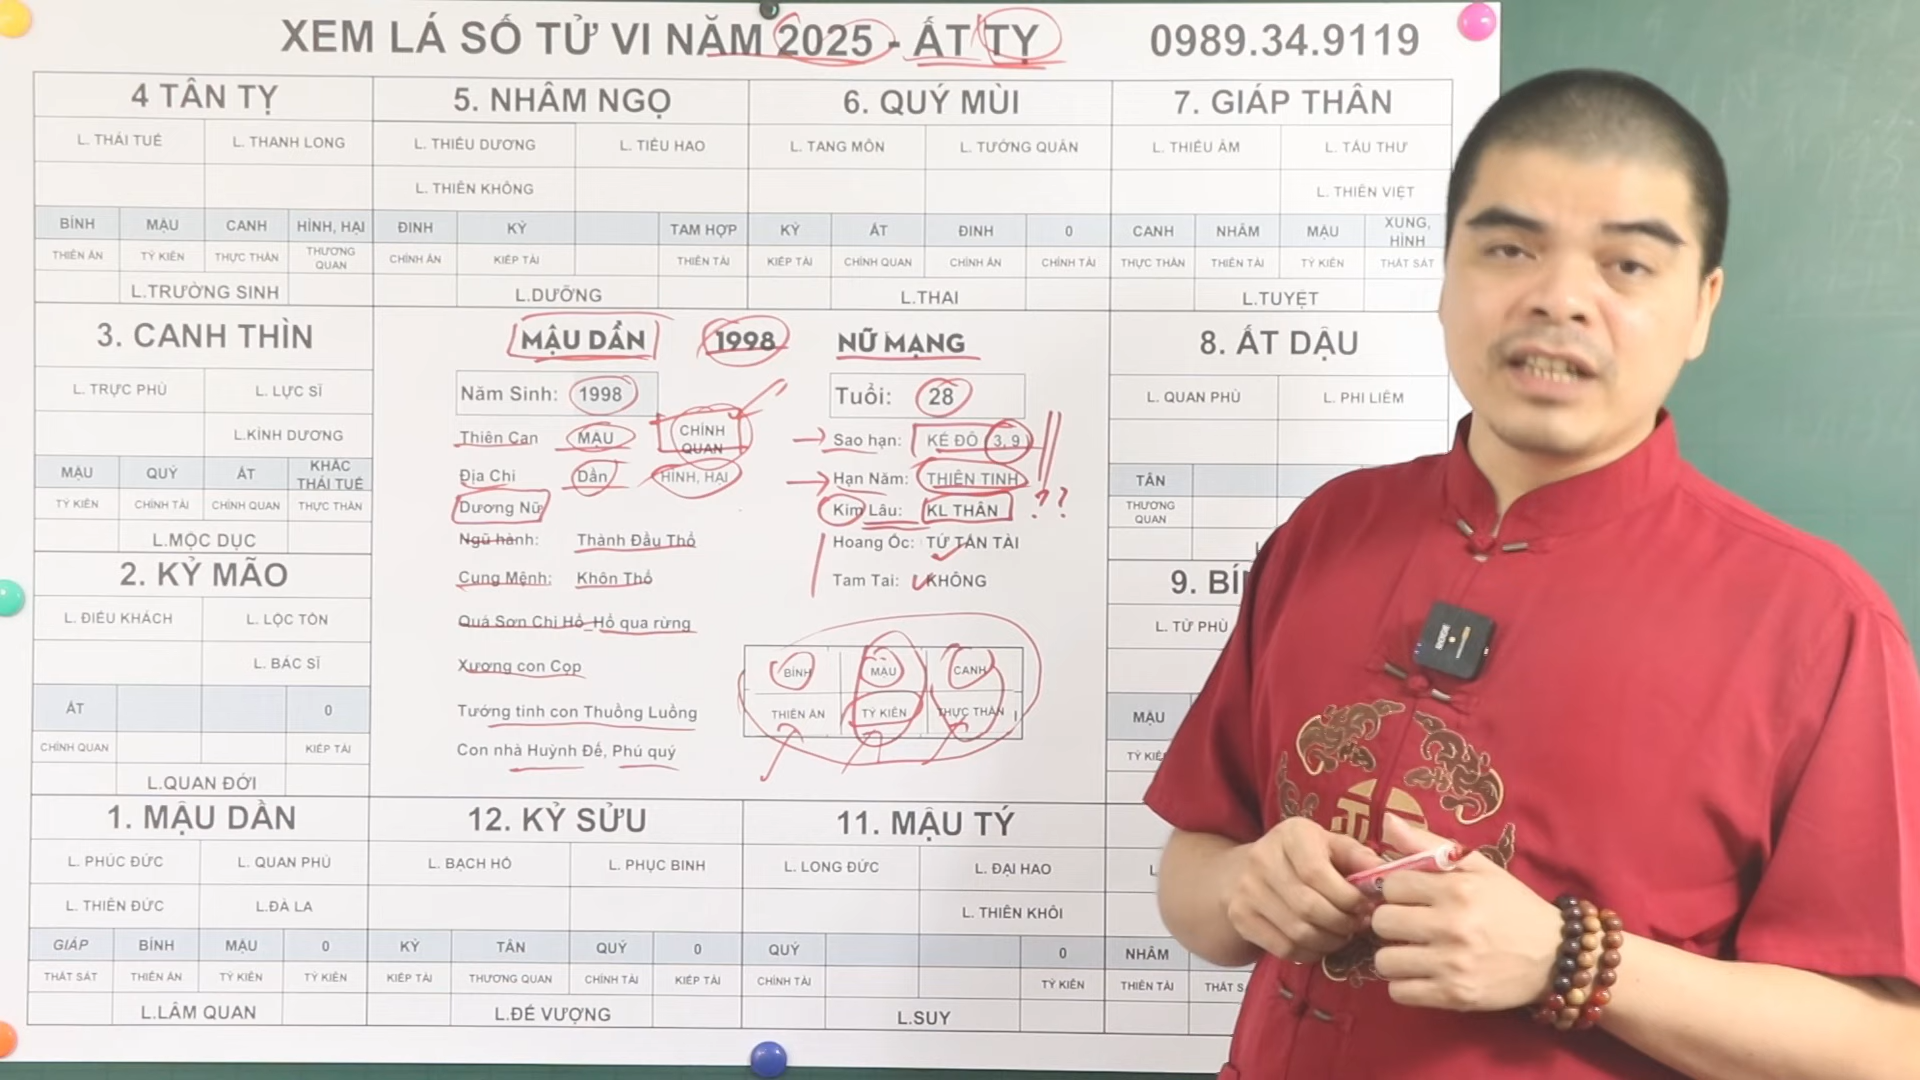 XEM LÁ SỐ TỬ VI NĂM 2025 - ẤT TỴ 0989.34.9119
4 TÂN TỴ
L. THÁI TUẾ L. THANH LONG
BÍNH MẬU CANH HÌNH, HẠI
THIÊN ẤN TỶ KIÊN THỰC THẦN THƯƠNG QUAN
L.TRƯỜNG SINH
5. NHÂM NGỌ
L. THIẾU DƯƠNG L. TIỂU HAO
L. THIÊN KHÔNG
ĐINH KỶ TAM HỢP
CHÍNH ẤN KIẾP TÀI THIÊN TÀI
L.DƯỠNG
6. QUÝ MÙI
L. TANG MÔN L. TƯỚNG QUÂN
KỶ ẤT ĐINH 0
KIẾP TÀI CHÍNH QUAN CHÍNH ẤN CHÍNH TÀI
L.THAI
7. GIÁP THÂN
L. THIẾU ÂM L. TẤU THƯ
L. THIÊN VIỆT
CANH NHÂM MẬU XUNG, HÌNH
THỰC THẦN THIÊN TÀI TỶ KIÊN THẤT SÁT
L.TUYỆT
3. CANH THÌN
L. TRỰC PHÙ L. LỰC SĨ
L.KÌNH DƯƠNG
MẬU QUÝ ẤT KHẮC THÁI TUẾ
TỶ KIÊN CHÍNH TÀI CHÍNH QUAN THỰC THẦN
L.MỘC DỤC
MẬU DẦN 1998 NỮ MẠNG
Năm Sinh: 1998
Thiên Can MẬU CHÍNH QUAN
Địa Chi Dần HÌNH, HẠI
Dương Nữ
Ngũ hành: Thành Đầu Thổ
Cung Mệnh: Khôn Thổ
Quá Sơn Chi Hổ_Hổ qua rừng
Xương con Cọp
Tướng tinh con Thuồng Luồng
Con nhà Huỳnh Đế, Phú quý
Tuổi: 28
Sao hạn: KẾ ĐÔ (3, 9)
Hạn Năm: THIÊN TINH
Kim Lâu: KL THÂN ??
Hoang Ốc: TỨ TẤN TÀI
Tam Tai: KHÔNG
BÍNH MẬU CANH
THIÊN ẤN TỶ KIÊN THỰC THẦN
8. ẤT DẬU
L. QUAN PHÙ L. PHI LIÊM
TÂN
THƯƠNG QUAN
2. KỶ MÃO
L. ĐIẾU KHÁCH L. LỘC TỒN
L. BÁC SĨ
ẤT 0
CHÍNH QUAN KIẾP TÀI
L.QUAN ĐỚI
9. BÍ
L. TỬ PHÙ
MẬU
TỶ KIÊ
1. MẬU DẦN
L. PHÚC ĐỨC L. QUAN PHỦ
L. THIÊN ĐỨC L.ĐÀ LA
GIÁP BÍNH MẬU 0
THẤT SÁT THIÊN ẤN TỶ KIÊN TỶ KIÊN
L.LÂM QUAN
12. KỶ SỬU
L. BẠCH HỔ L. PHỤC BINH
KỶ TÂN QUÝ 0
KIẾP TÀI THƯƠNG QUAN CHÍNH TÀI KIẾP TÀI
L.ĐẾ VƯỢNG
11. MẬU TÝ
L. LONG ĐỨC L. ĐẠI HAO
L. THIÊN KHÔI
QUÝ 0
CHÍNH TÀI TỶ KIÊN
L.SUY
NHÂM
THIÊN TÀI THẤT S